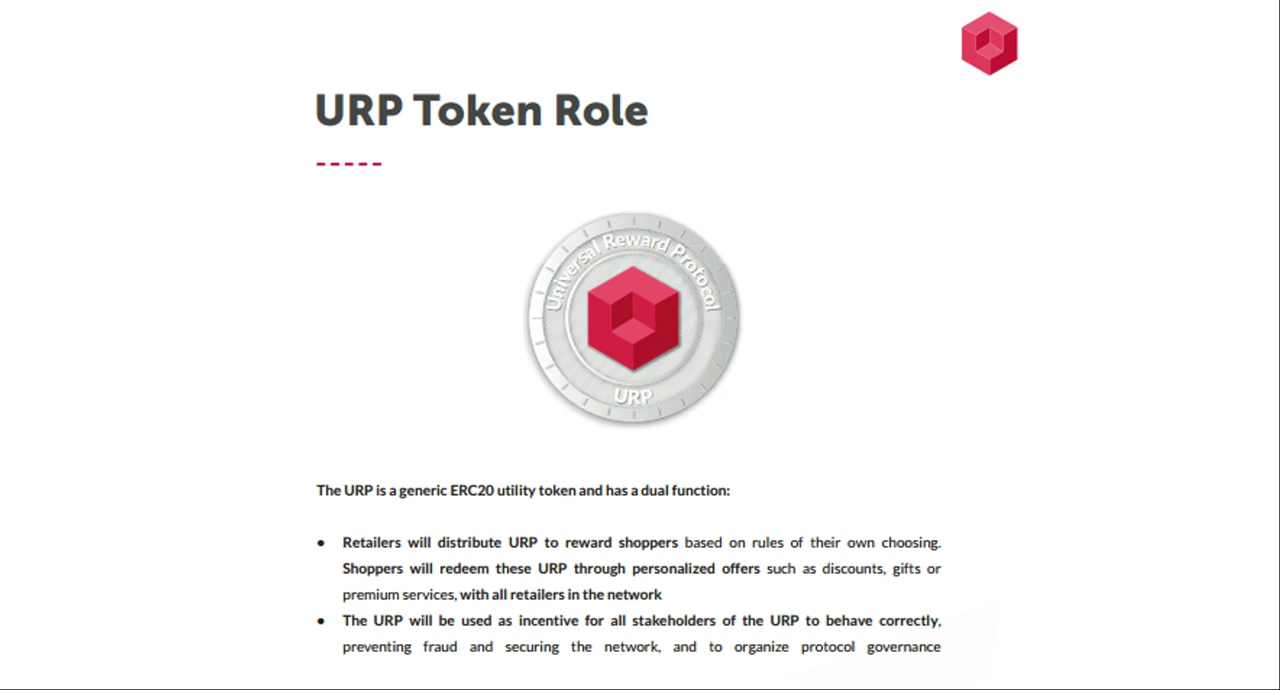 URP Token Role
Universal Reward Protocol
URP
The URP is a generic ERC20 utility token and has a dual function:
● Retailers will distribute URP to reward shoppers based on rules of their own choosing.
Shoppers will redeem these URP through personalized offers such as discounts, gifts or
premium services, with all retailers in the network
● The URP will be used as incentive for all stakeholders of the URP to behave correctly,
preventing fraud and securing the network, and to organize protocol governance